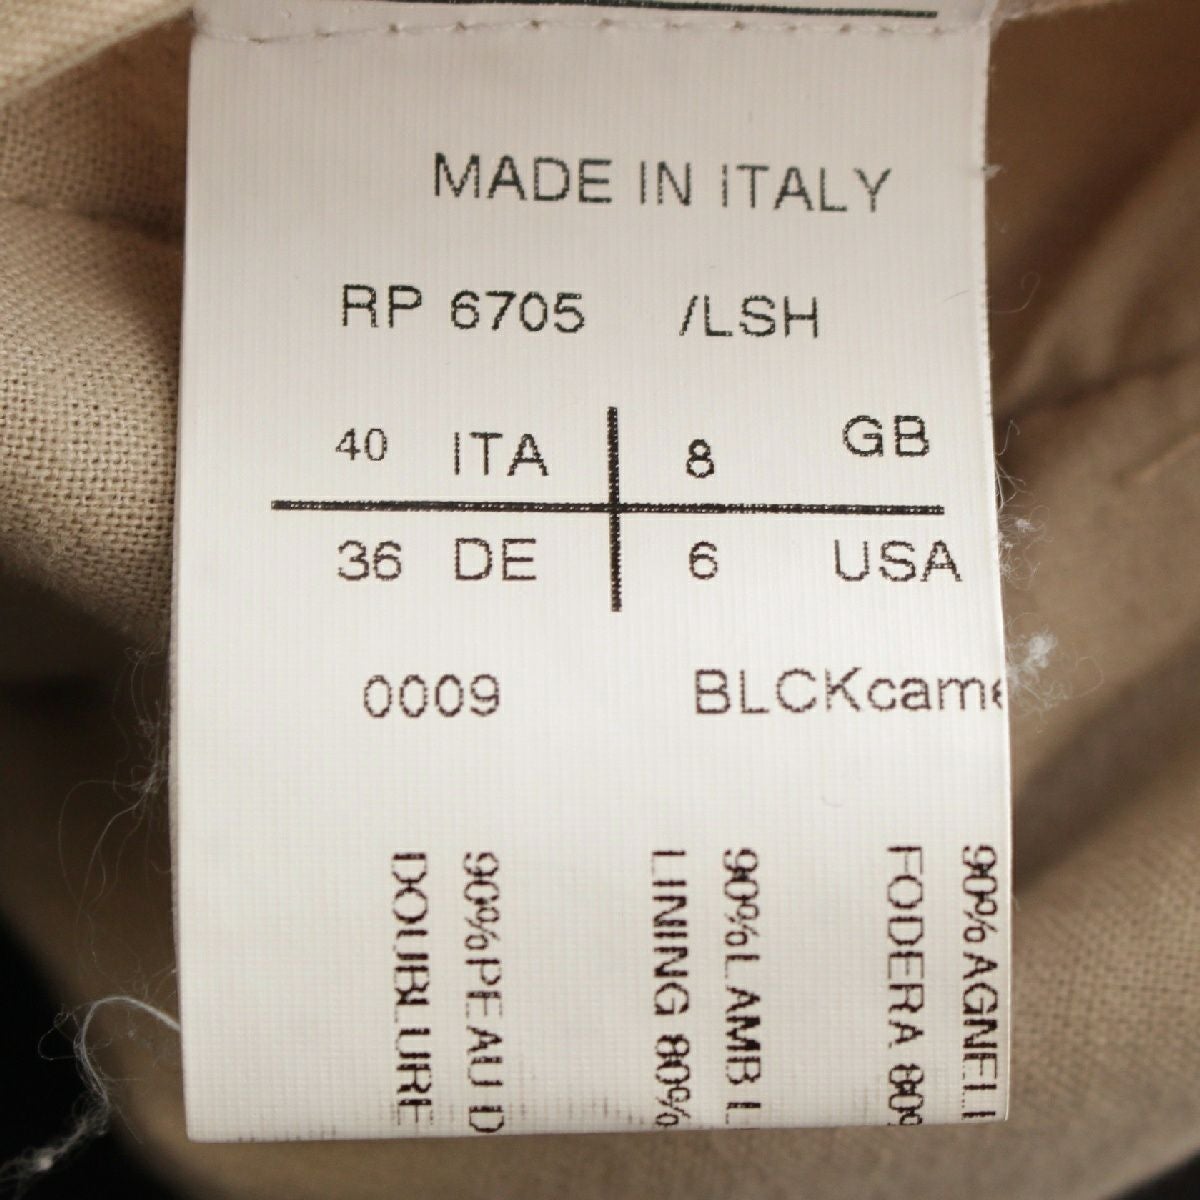 MADE IN ITALY
RP 6705 /LSH
40 ITA 8 GB
36 DE 6 USA
0009 BLCKcame
90% AGNELL
FODERA 80%
90% LAMB L
LINING 80%
90% PEAU D
DOUBLURE